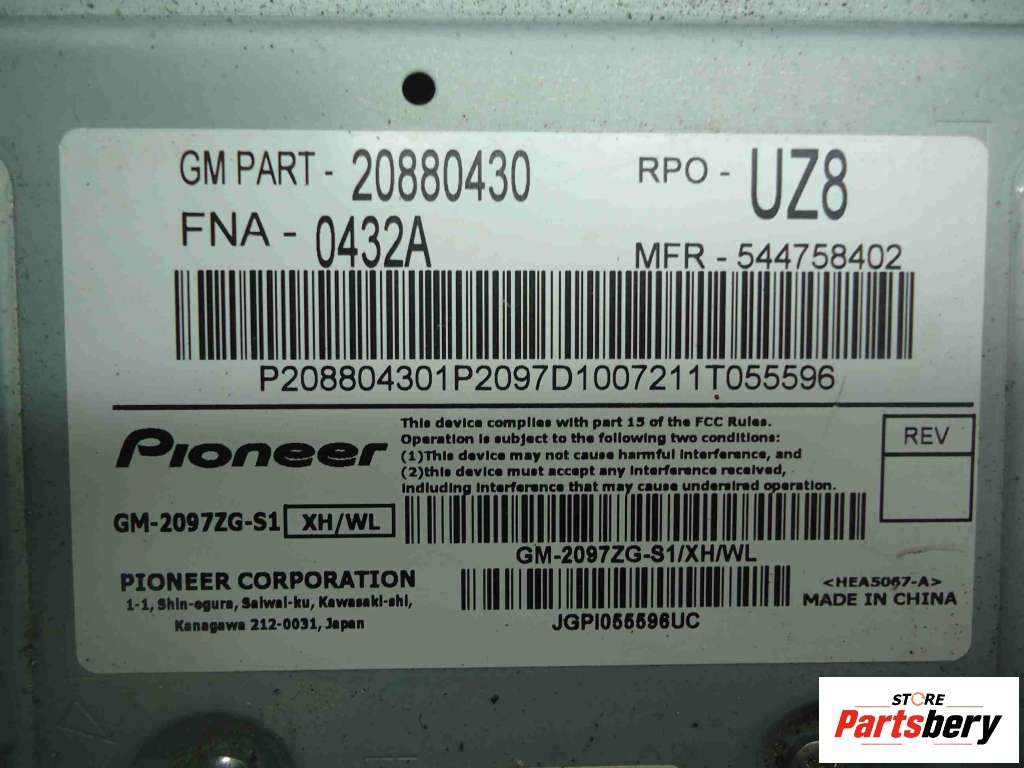 GM PART - 20880430
RPO - UZ8
FNA - 0432A
MFR - 544758402
P208804301P2097D1007211T055596
Pioneer
This device complies with part 15 of the FCC Rules.
Operation is subject to the following two conditions:
(1)This device may not cause harmful interference, and
(2)this device must accept any interference received,
including interference that may cause undersired operation.
REV
GM-2097ZG-S1 XH/WL
GM-2097ZG-S1/XH/WL
PIONEER CORPORATION
1-1, Shin-ogura, Saiwai-ku, Kawasaki-shi,
Kanagawa 212-0031, Japan
JGPI055596UC
<HEA5067-A>
MADE IN CHINA
STORE
Partsbery